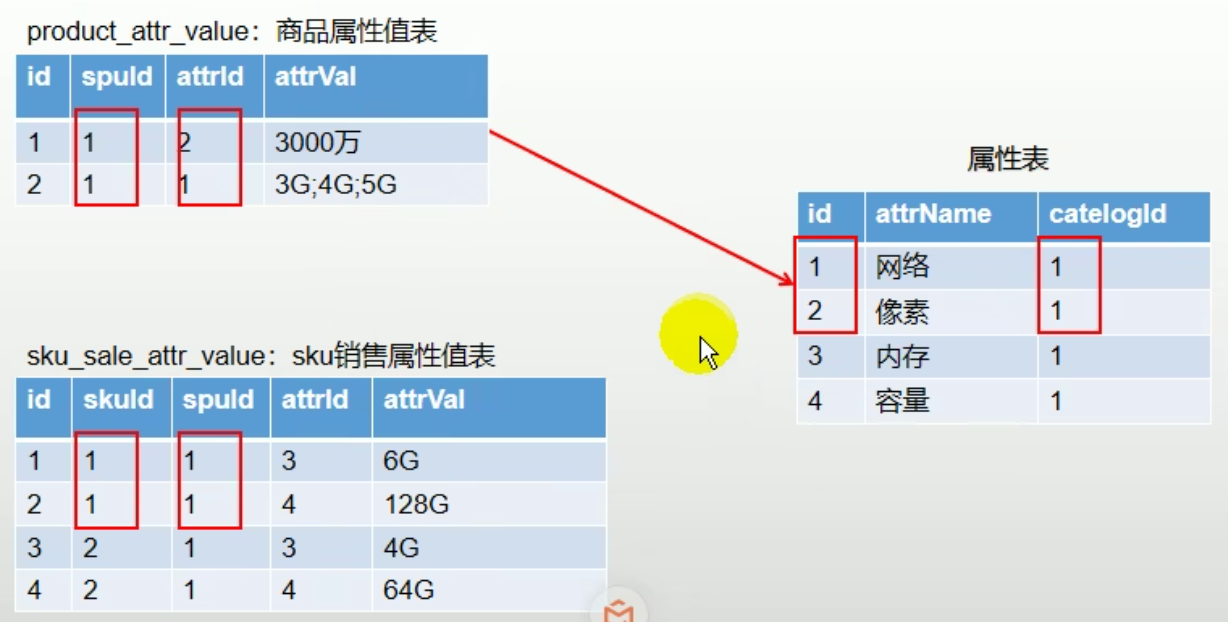 product_attr_value：商品属性值表
id spuId attrId attrVal
1 1 2 3000万
2 1 1 3G;4G;5G
属性表
id attrName catelogId
1 网络 1
2 像素 1
3 内存 1
4 容量 1
sku_sale_attr_value：sku销售属性值表
id skuId spuId attrId attrVal
1 1 1 3 6G
2 1 1 4 128G
3 2 1 3 4G
4 2 1 4 64G